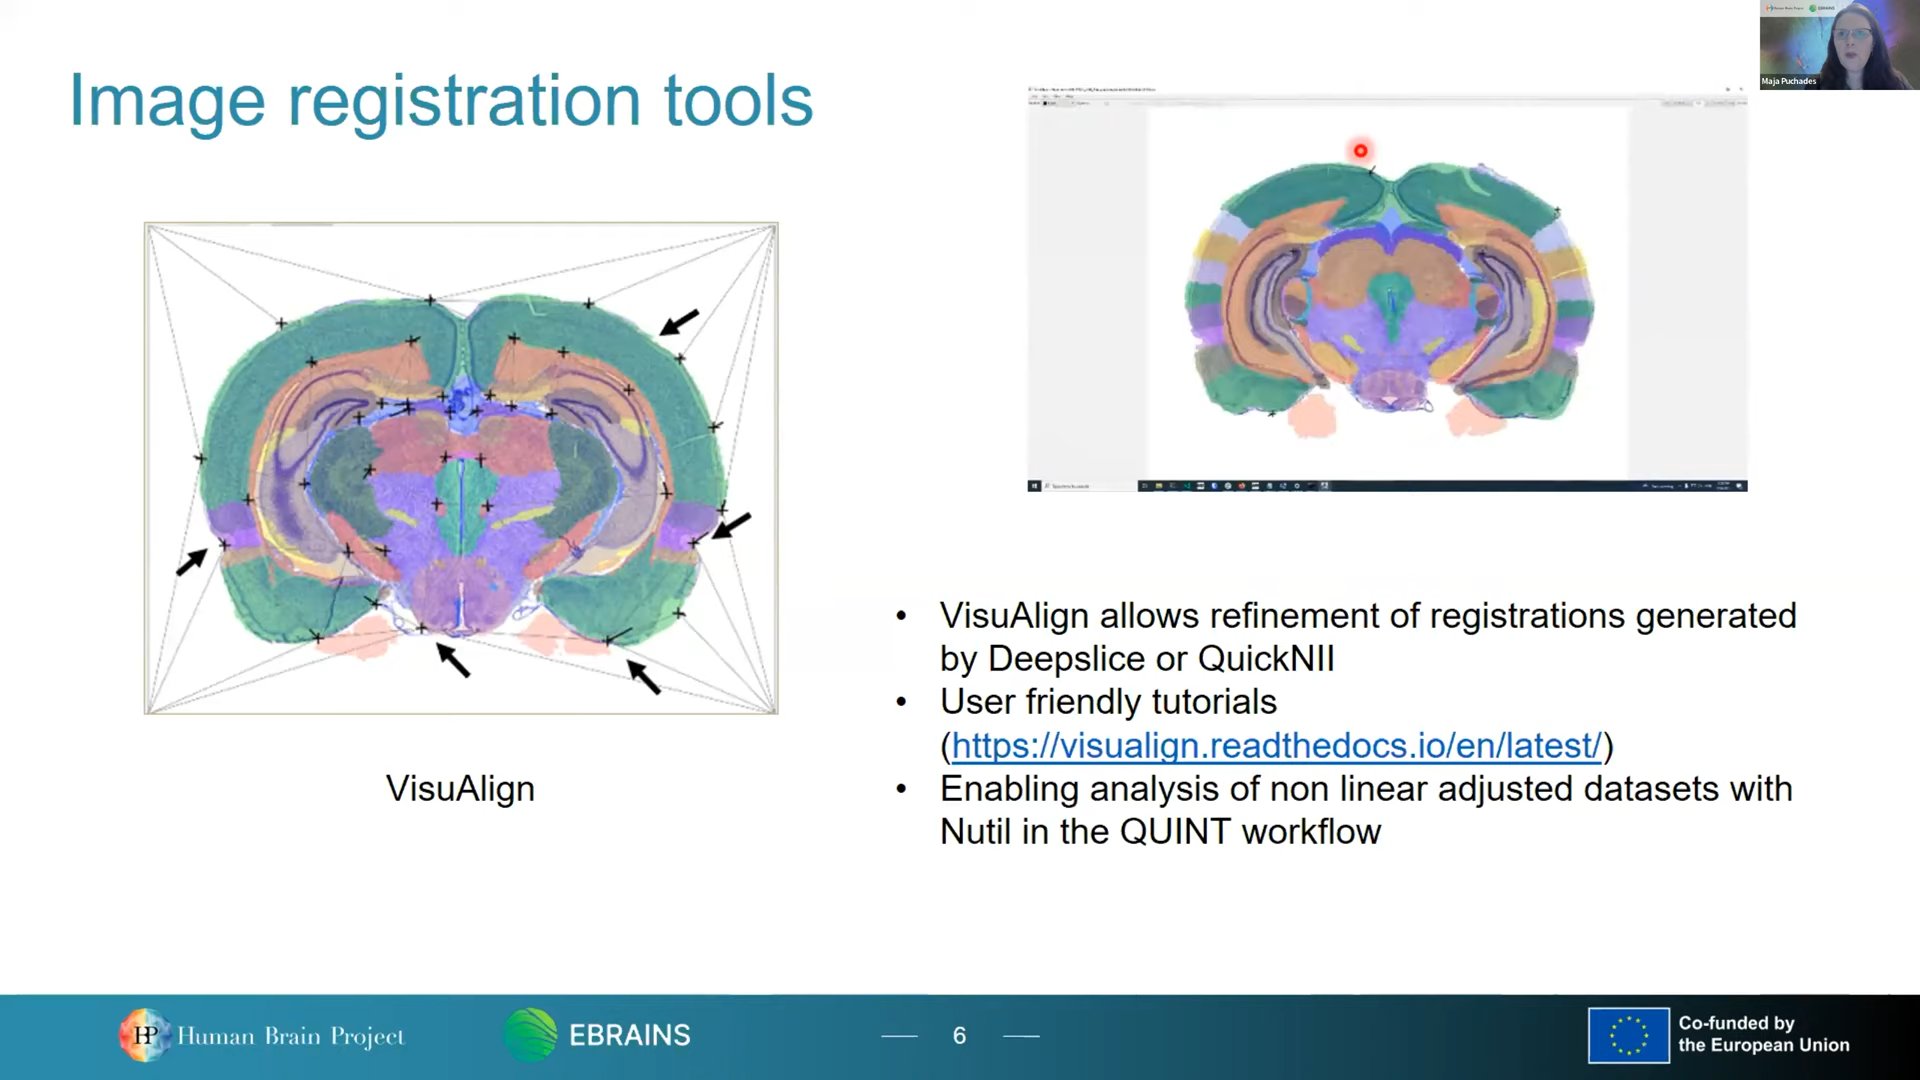 Image registration tools
Maja Puchades
VisuAlign
• VisuAlign allows refinement of registrations generated
by Deepslice or QuickNII
• User friendly tutorials
(https://visualign.readthedocs.io/en/latest/)
• Enabling analysis of non linear adjusted datasets with
Nutil in the QUINT workflow
HP Human Brain Project
EBRAINS
6
Co-funded by
the European Union